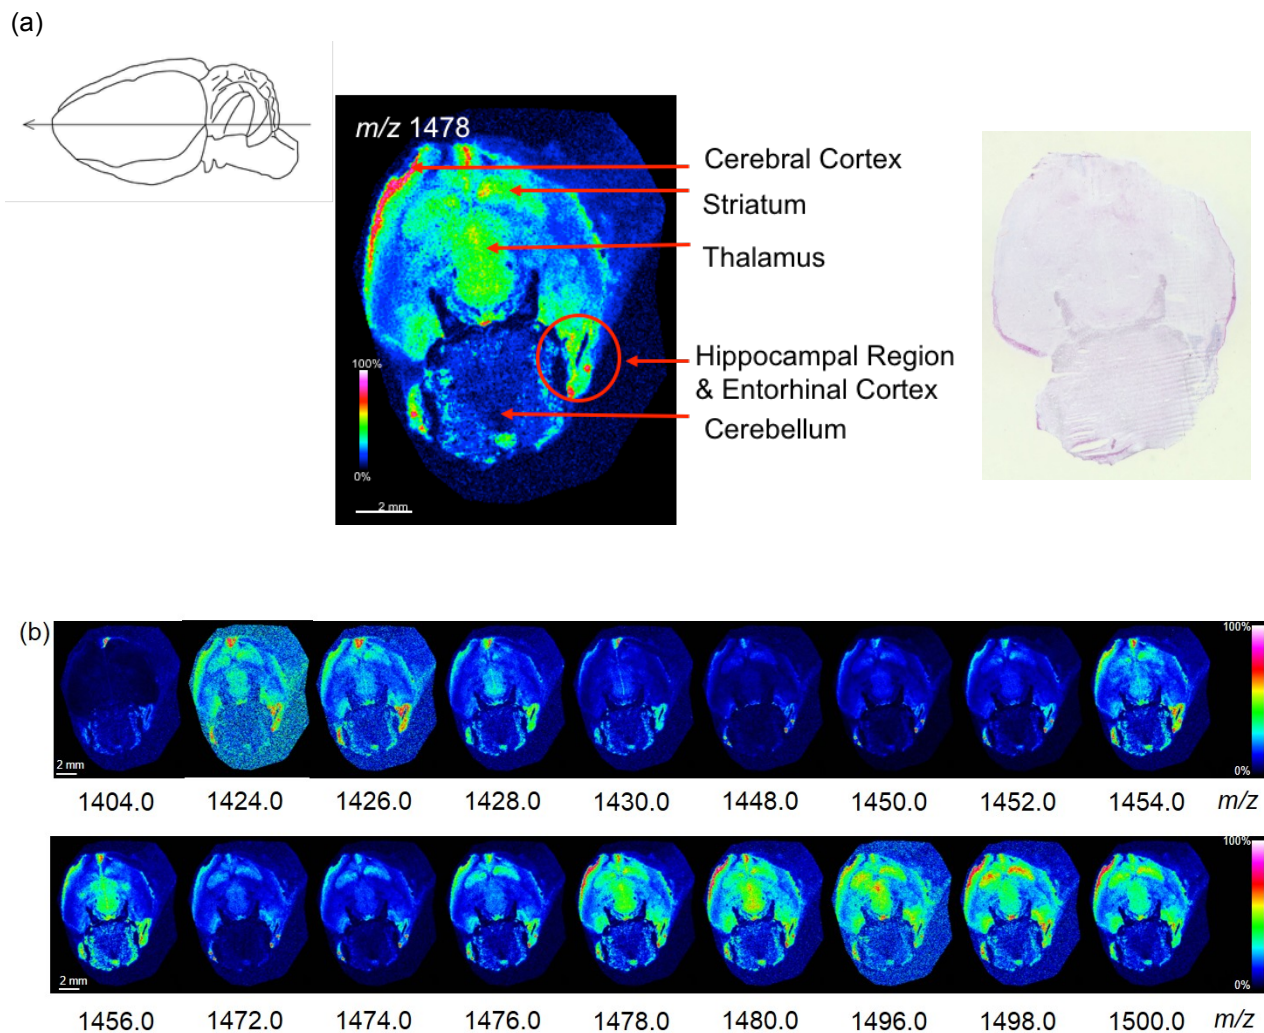 (a)
m/z 1478
Cerebral Cortex
Striatum
Thalamus
Hippocampal Region
& Entorhinal Cortex
Cerebellum
100%
0%
2 mm
(b)
100%
0%
2 mm
1404.0 1424.0 1426.0 1428.0 1430.0 1448.0 1450.0 1452.0 1454.0 m/z
100%
0%
2 mm
1456.0 1472.0 1474.0 1476.0 1478.0 1480.0 1496.0 1498.0 1500.0 m/z